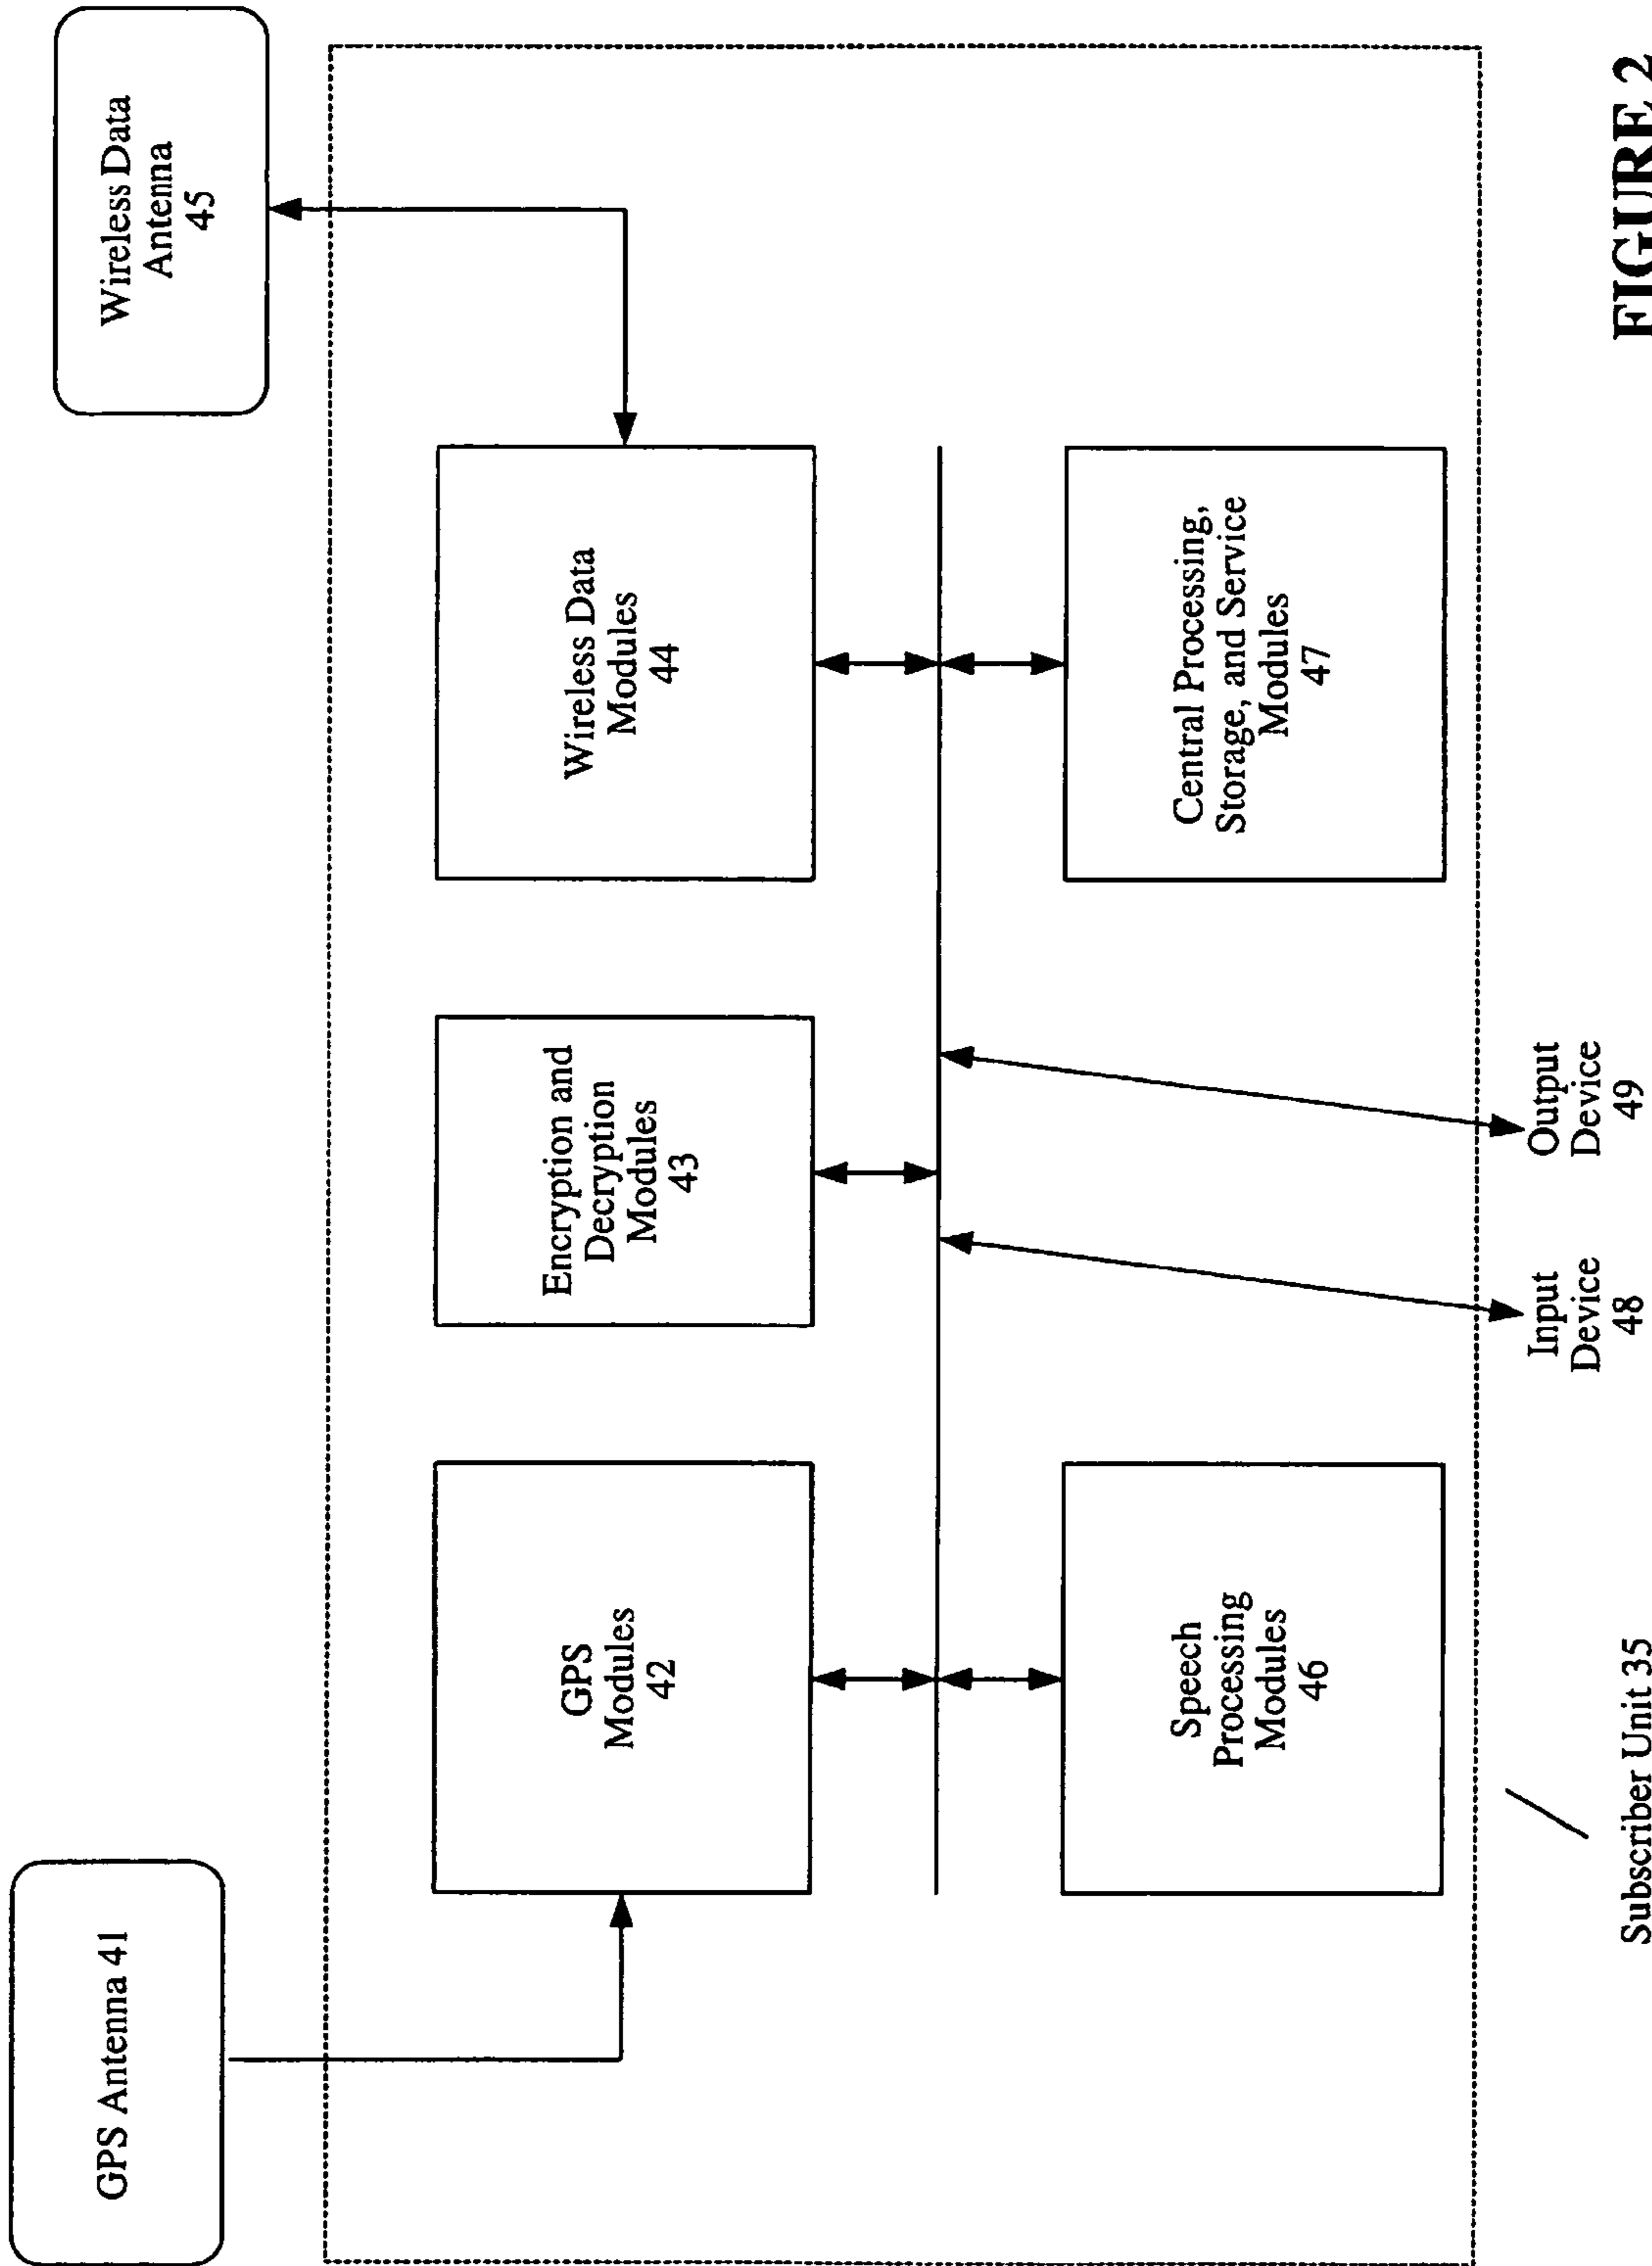 GPS Antenna 41
Wireless Data
Antenna
45
GPS
Modules
42
Encryption and
Decryption
Modules
43
Wireless Data
Modules
44
Speech
Processing
Modules
46
Central Processing,
Storage, and Service
Modules
47
Input
Device
48
Output
Device
49
Subscriber Unit 35
FIGURE 2